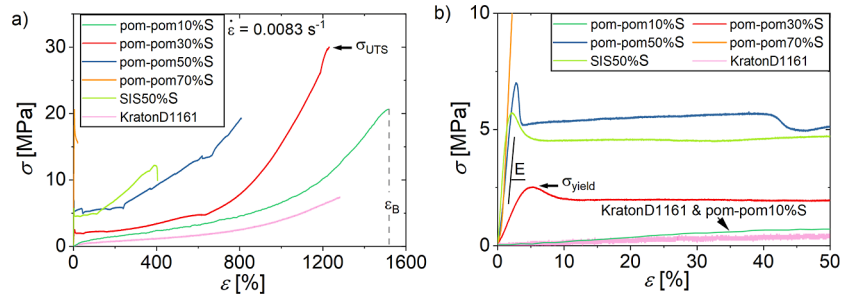 a)
pom-pom10%S
pom-pom30%S
pom-pom50%S
pom-pom70%S
SIS50%S
KratonD1161
ε̇ = 0.0083 s⁻¹
σUTS
εB
σ [MPa]
30
20
10
0
0 400 800 1200 1600
ε [%]
b)
pom-pom10%S pom-pom30%S
pom-pom50%S pom-pom70%S
SIS50%S KratonD1161
E
σyield
KratonD1161 & pom-pom10%S
σ [MPa]
10
5
0
0 10 20 30 40 50
ε [%]